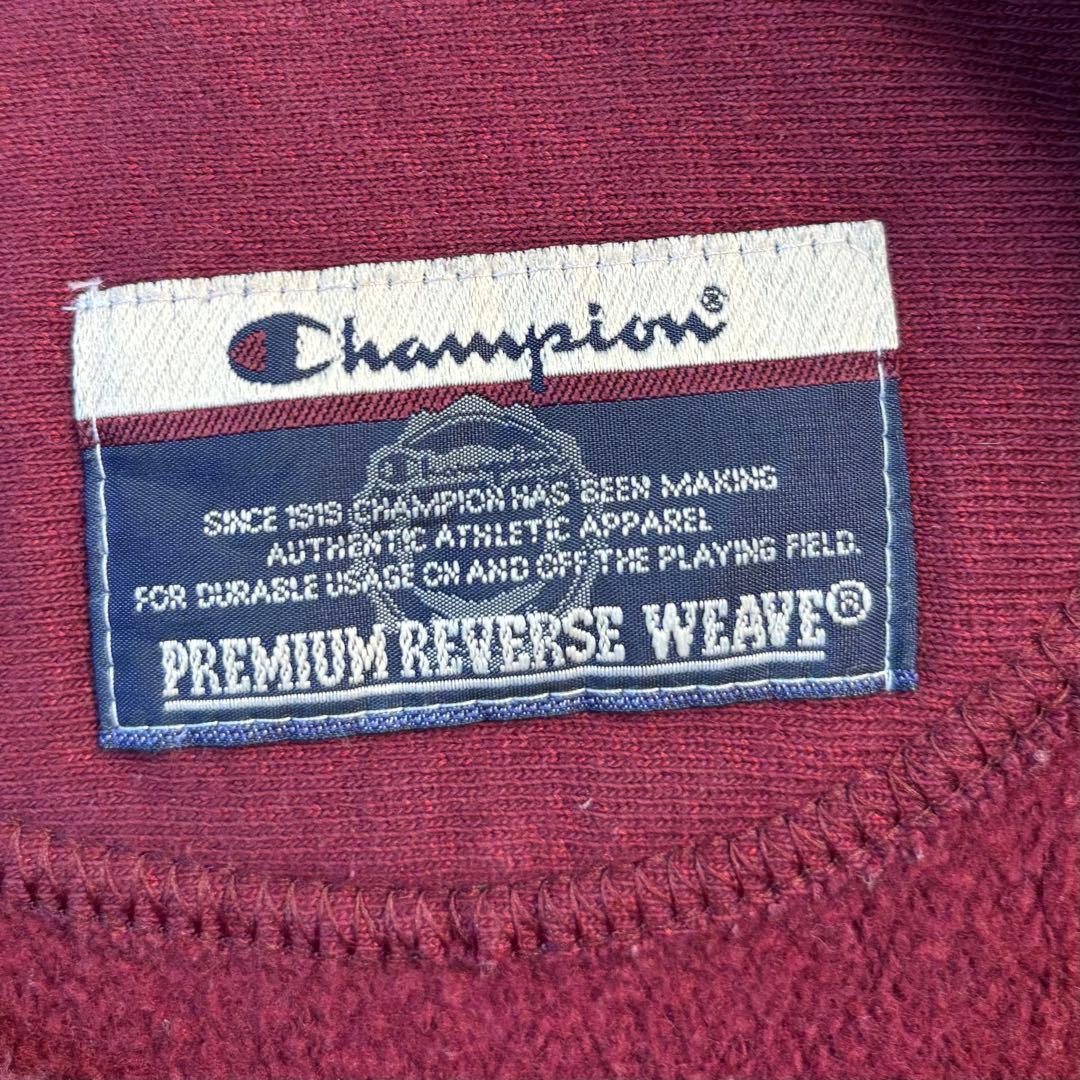 Champion®
Champion
SINCE 1919 CHAMPION HAS BEEN MAKING
AUTHENTIC ATHLETIC APPAREL
FOR DURABLE USAGE ON AND OFF THE PLAYING FIELD.
PREMIUM REVERSE WEAVE®